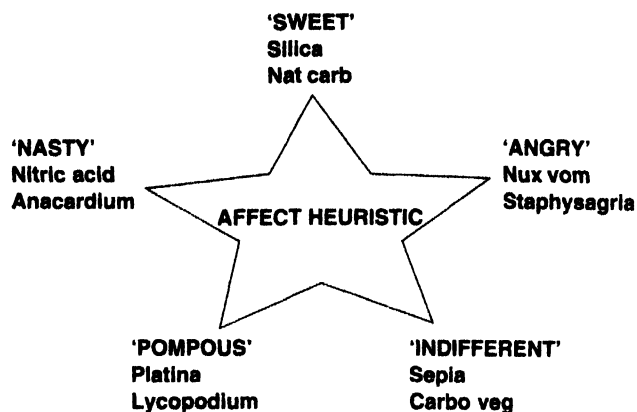 'SWEET'
Silica
Nat carb
'NASTY'
Nitric acid
Anacardium
'ANGRY'
Nux vom
Staphysagria
AFFECT HEURISTIC
'POMPOUS'
Platina
Lycopodium
'INDIFFERENT'
Sepia
Carbo veg